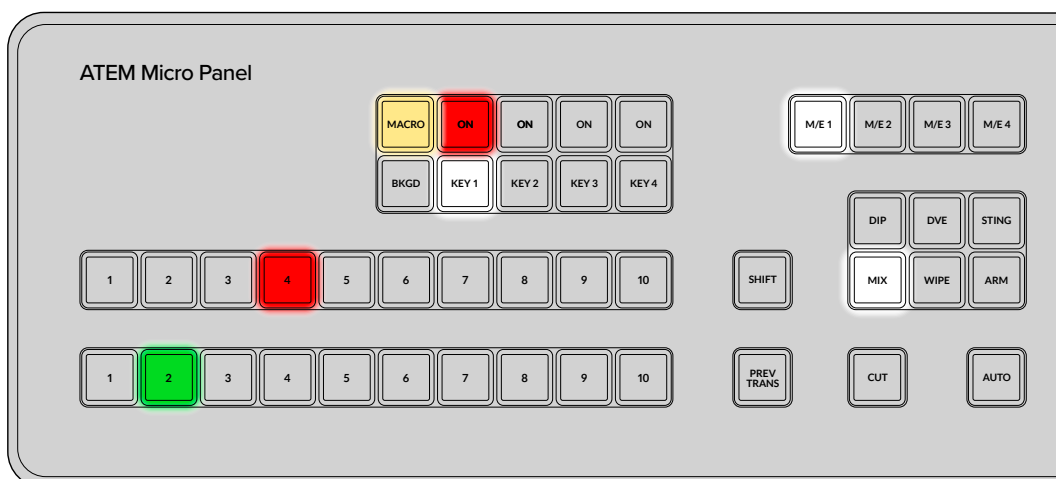 ATEM Micro Panel
MACRO ON ON ON ON
BKGD KEY 1 KEY 2 KEY 3 KEY 4
M/E 1 M/E 2 M/E 3 M/E 4
DIP DVE STING
1 2 3 4 5 6 7 8 9 10
SHIFT
MIX WIPE ARM
1 2 3 4 5 6 7 8 9 10
PREV
TRANS
CUT
AUTO